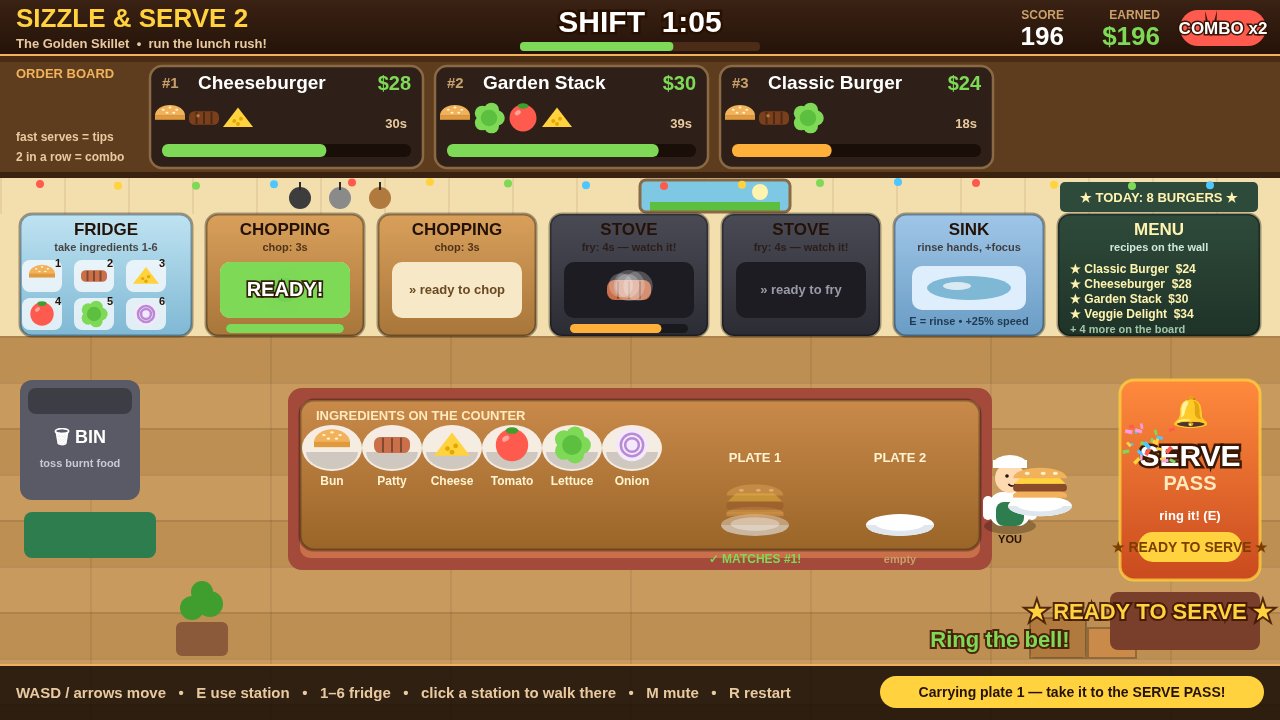 SIZZLE & SERVE 2
The Golden Skillet • run the lunch rush!
SHIFT 1:05
SCORE
196
EARNED
$196
COMBO x2
ORDER BOARD
fast serves = tips
2 in a row = combo
#1 Cheeseburger $28
30s
#2 Garden Stack $30
39s
#3 Classic Burger $24
18s
★ TODAY: 8 BURGERS ★
FRIDGE
take ingredients 1-6
1 2 3
4 5 6
CHOPPING
chop: 3s
READY!
CHOPPING
chop: 3s
» ready to chop
STOVE
fry: 4s — watch it!
STOVE
fry: 4s — watch it!
» ready to fry
SINK
rinse hands, +focus
E = rinse • +25% speed
MENU
recipes on the wall
★ Classic Burger $24
★ Cheeseburger $28
★ Garden Stack $30
★ Veggie Delight $34
+ 4 more on the board
BIN
toss burnt food
INGREDIENTS ON THE COUNTER
Bun Patty Cheese Tomato Lettuce Onion
PLATE 1
PLATE 2
✓ MATCHES #1!
empty
YOU
SERVE
PASS
ring it! (E)
★ READY TO SERVE ★
★ READY TO SERVE ★
Ring the bell!
WASD / arrows move • E use station • 1–6 fridge • click a station to walk there • M mute • R restart
Carrying plate 1 — take it to the SERVE PASS!